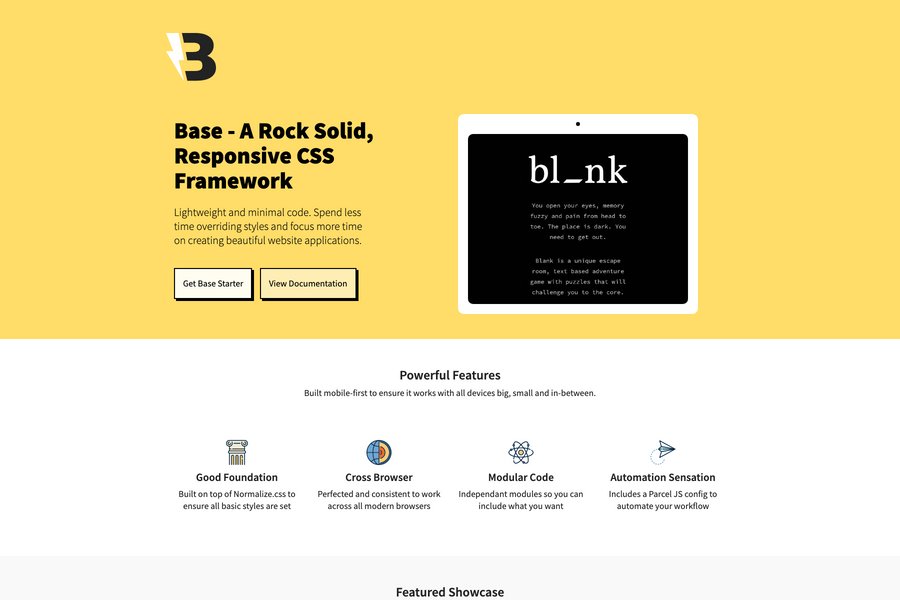 B
Base - A Rock Solid,
Responsive CSS
Framework
Lightweight and minimal code. Spend less
time overriding styles and focus more time
on creating beautiful website applications.
Get Base Starter
View Documentation
bl_nk
You open your eyes, memory
fuzzy and pain from head to
toe. The place is dark. You
need to get out.
Blank is a unique escape
room, text based adventure
game with puzzles that will
challenge you to the core.
Powerful Features
Built mobile-first to ensure it works with all devices big, small and in-between.
Good Foundation
Built on top of Normalize.css to
ensure all basic styles are set
Cross Browser
Perfected and consistent to work
across all modern browsers
Modular Code
Independant modules so you can
include what you want
Automation Sensation
Includes a Parcel JS config to
automate your workflow
Featured Showcase